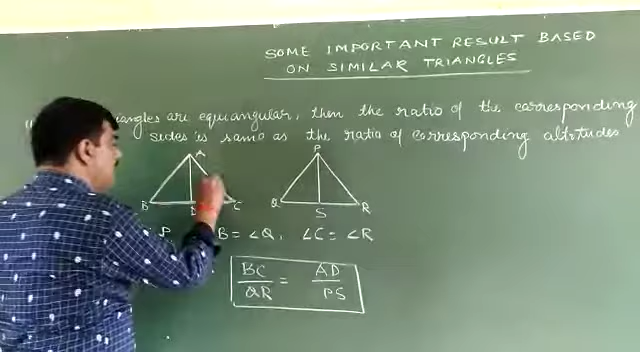 SOME IMPORTANT RESULT BASED
ON SIMILAR TRIANGLES
angles are equiangular, then the ratio of the corresponding
sides is same as the ratio of corresponding altitudes
A
P
B D C
Q S R
P, B = ∠Q, ∠C = ∠R
BC/QR = AD/PS